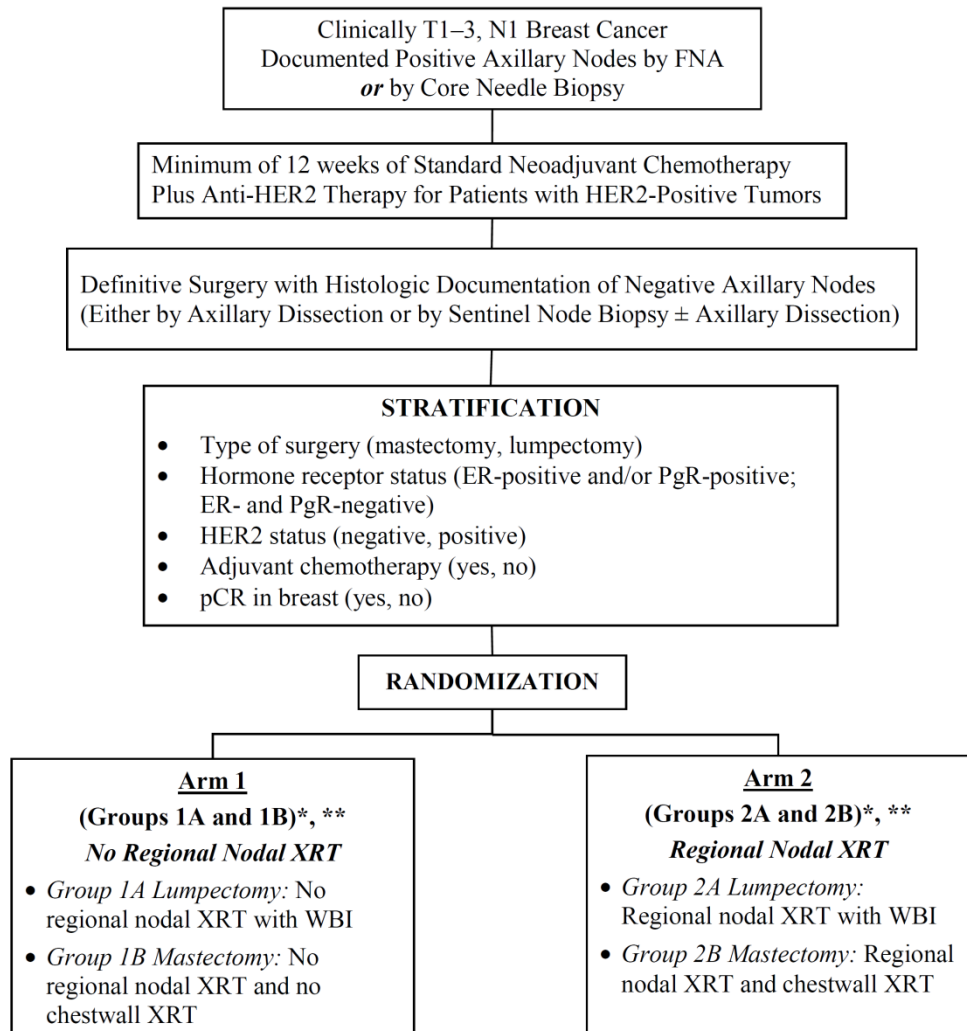 Clinically T1–3, N1 Breast Cancer
Documented Positive Axillary Nodes by FNA
or by Core Needle Biopsy
Minimum of 12 weeks of Standard Neoadjuvant Chemotherapy
Plus Anti-HER2 Therapy for Patients with HER2-Positive Tumors
Definitive Surgery with Histologic Documentation of Negative Axillary Nodes
(Either by Axillary Dissection or by Sentinel Node Biopsy ± Axillary Dissection)
STRATIFICATION
• Type of surgery (mastectomy, lumpectomy)
• Hormone receptor status (ER-positive and/or PgR-positive;
ER- and PgR-negative)
• HER2 status (negative, positive)
• Adjuvant chemotherapy (yes, no)
• pCR in breast (yes, no)
RANDOMIZATION
Arm 1
(Groups 1A and 1B)*, **
No Regional Nodal XRT
• Group 1A Lumpectomy: No
regional nodal XRT with WBI
• Group 1B Mastectomy: No
regional nodal XRT and no
chestwall XRT
Arm 2
(Groups 2A and 2B)*, **
Regional Nodal XRT
• Group 2A Lumpectomy:
Regional nodal XRT with WBI
• Group 2B Mastectomy: Regional
nodal XRT and chestwall XRT